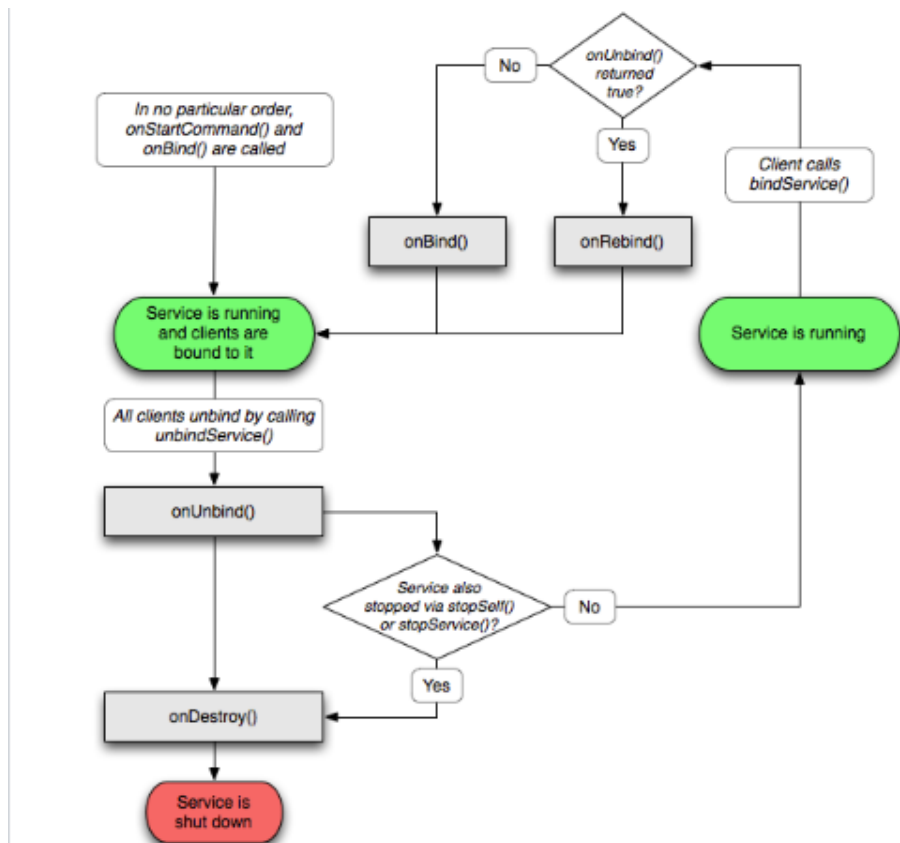 In no particular order,
onStartCommand() and
onBind() are called
No
onUnbind()
returned
true?
Yes
Client calls
bindService()
onBind()
onRebind()
Service is running
and clients are
bound to it
Service is running
All clients unbind by calling
unbindService()
onUnbind()
Service also
stopped via stopSelf()
or stopService()?
No
Yes
onDestroy()
Service is
shut down